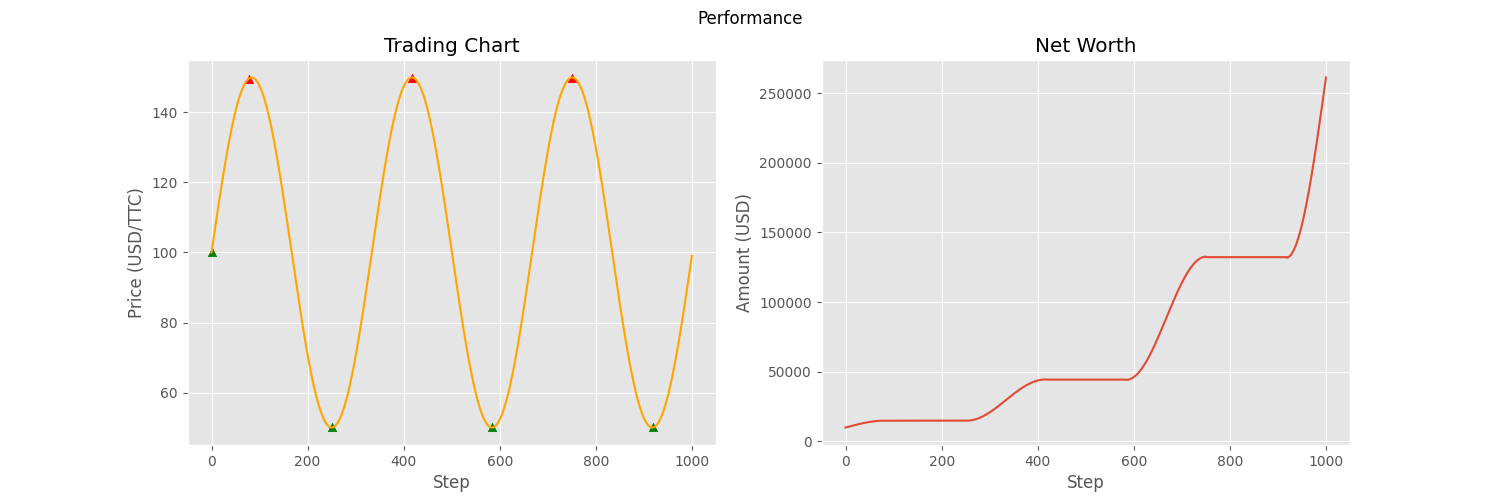 Performance
Trading Chart
Price (USD/TTC)
140
120
100
80
60
0 200 400 600 800 1000
Step
Net Worth
Amount (USD)
250000
200000
150000
100000
50000
0
0 200 400 600 800 1000
Step